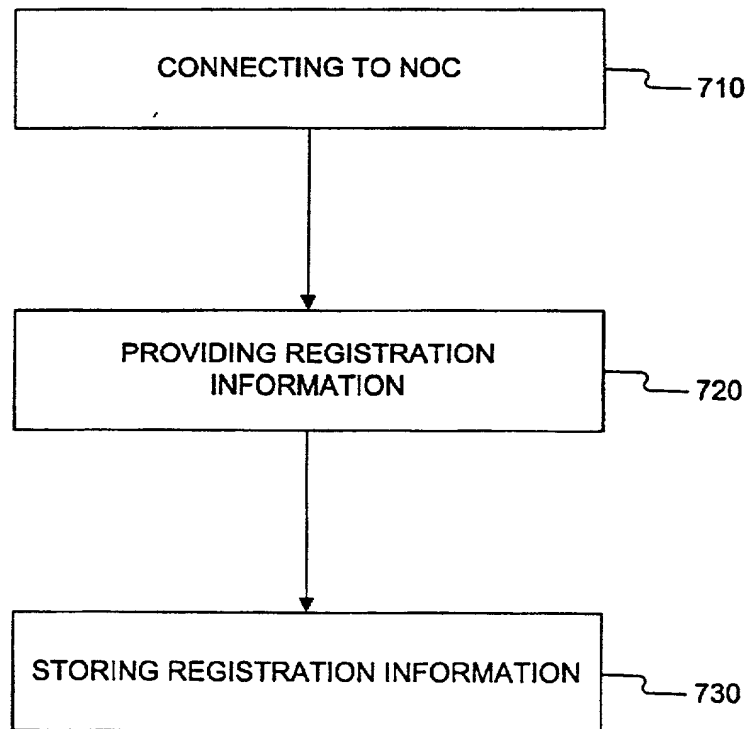 CONNECTING TO NOC
710
PROVIDING REGISTRATION
INFORMATION
720
STORING REGISTRATION INFORMATION
730